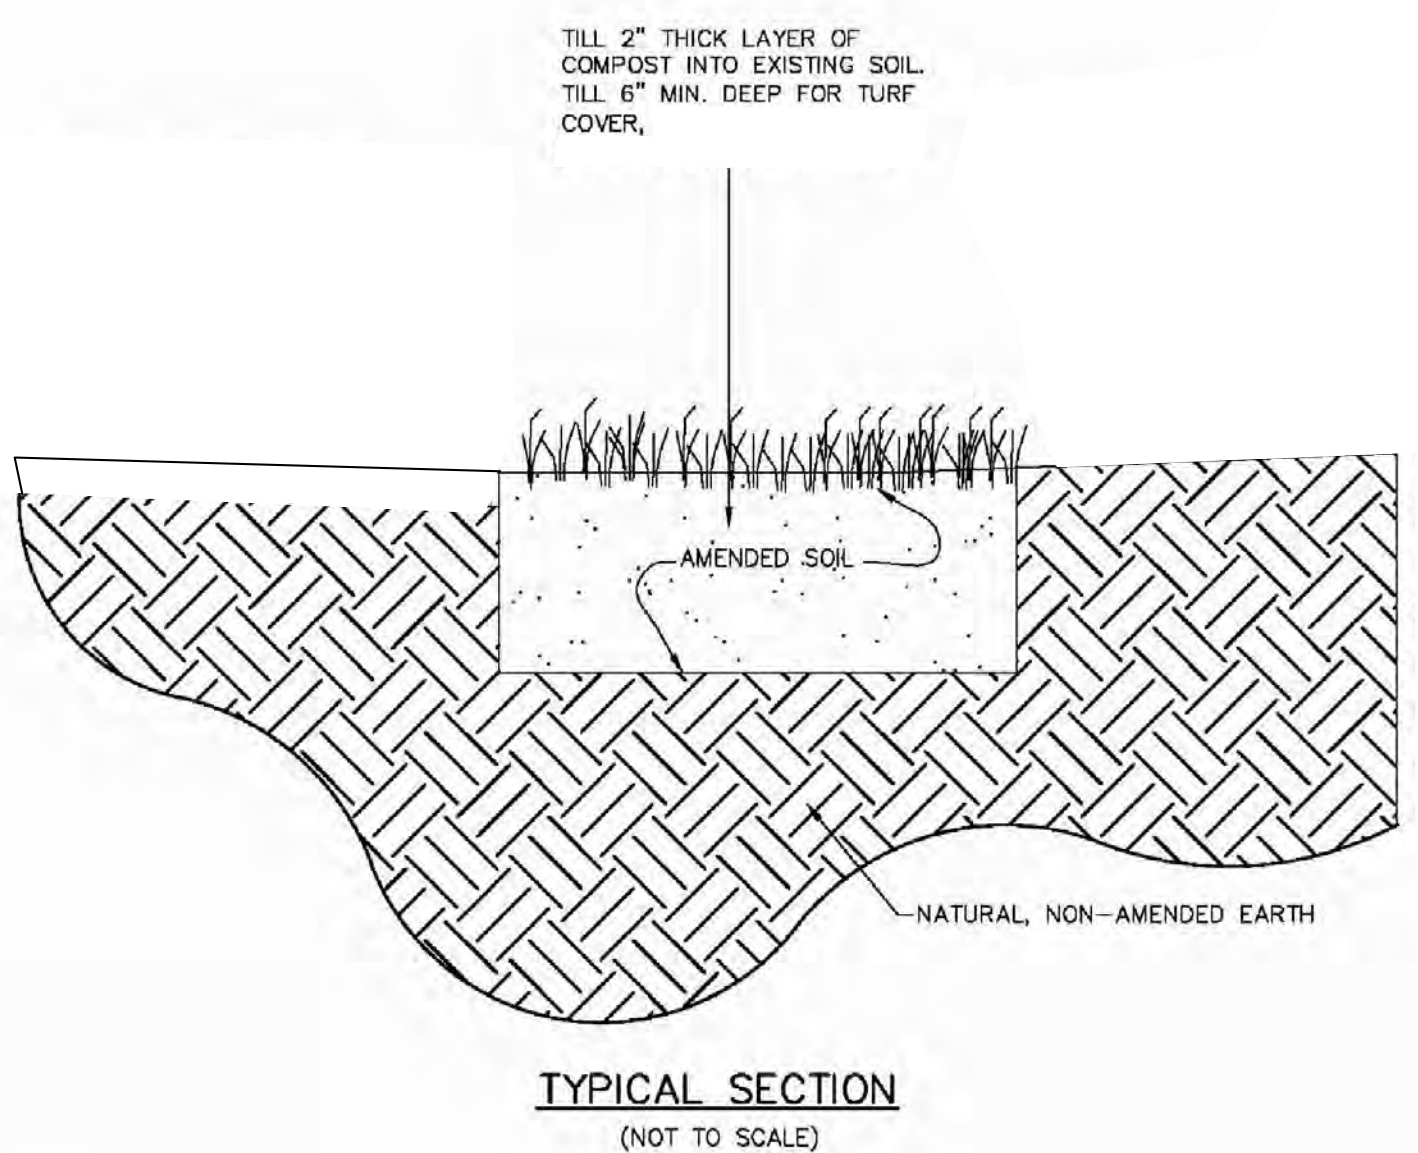 TILL 2" THICK LAYER OF
COMPOST INTO EXISTING SOIL.
TILL 6" MIN. DEEP FOR TURF
COVER,
AMENDED SOIL
NATURAL, NON-AMENDED EARTH
TYPICAL SECTION
(NOT TO SCALE)